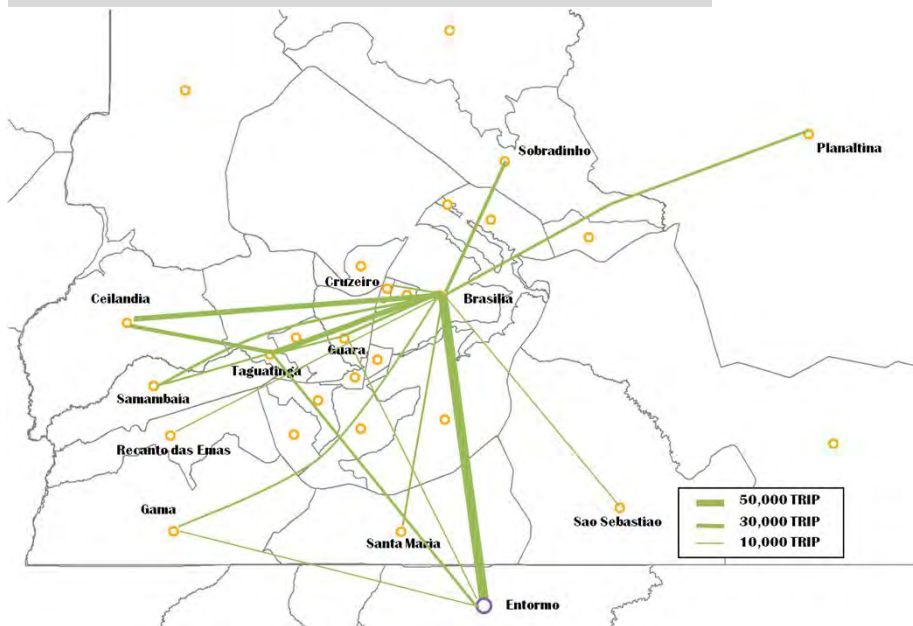 Sobradinho
Planaltina
Cruzeiro
Ceilandia
Brasilia
Guara
Taguatinga
Samambaia
Recanto das Emas
Gama
Sao Sebastiao
Santa Maria
Entormo
50,000 TRIP
30,000 TRIP
10,000 TRIP